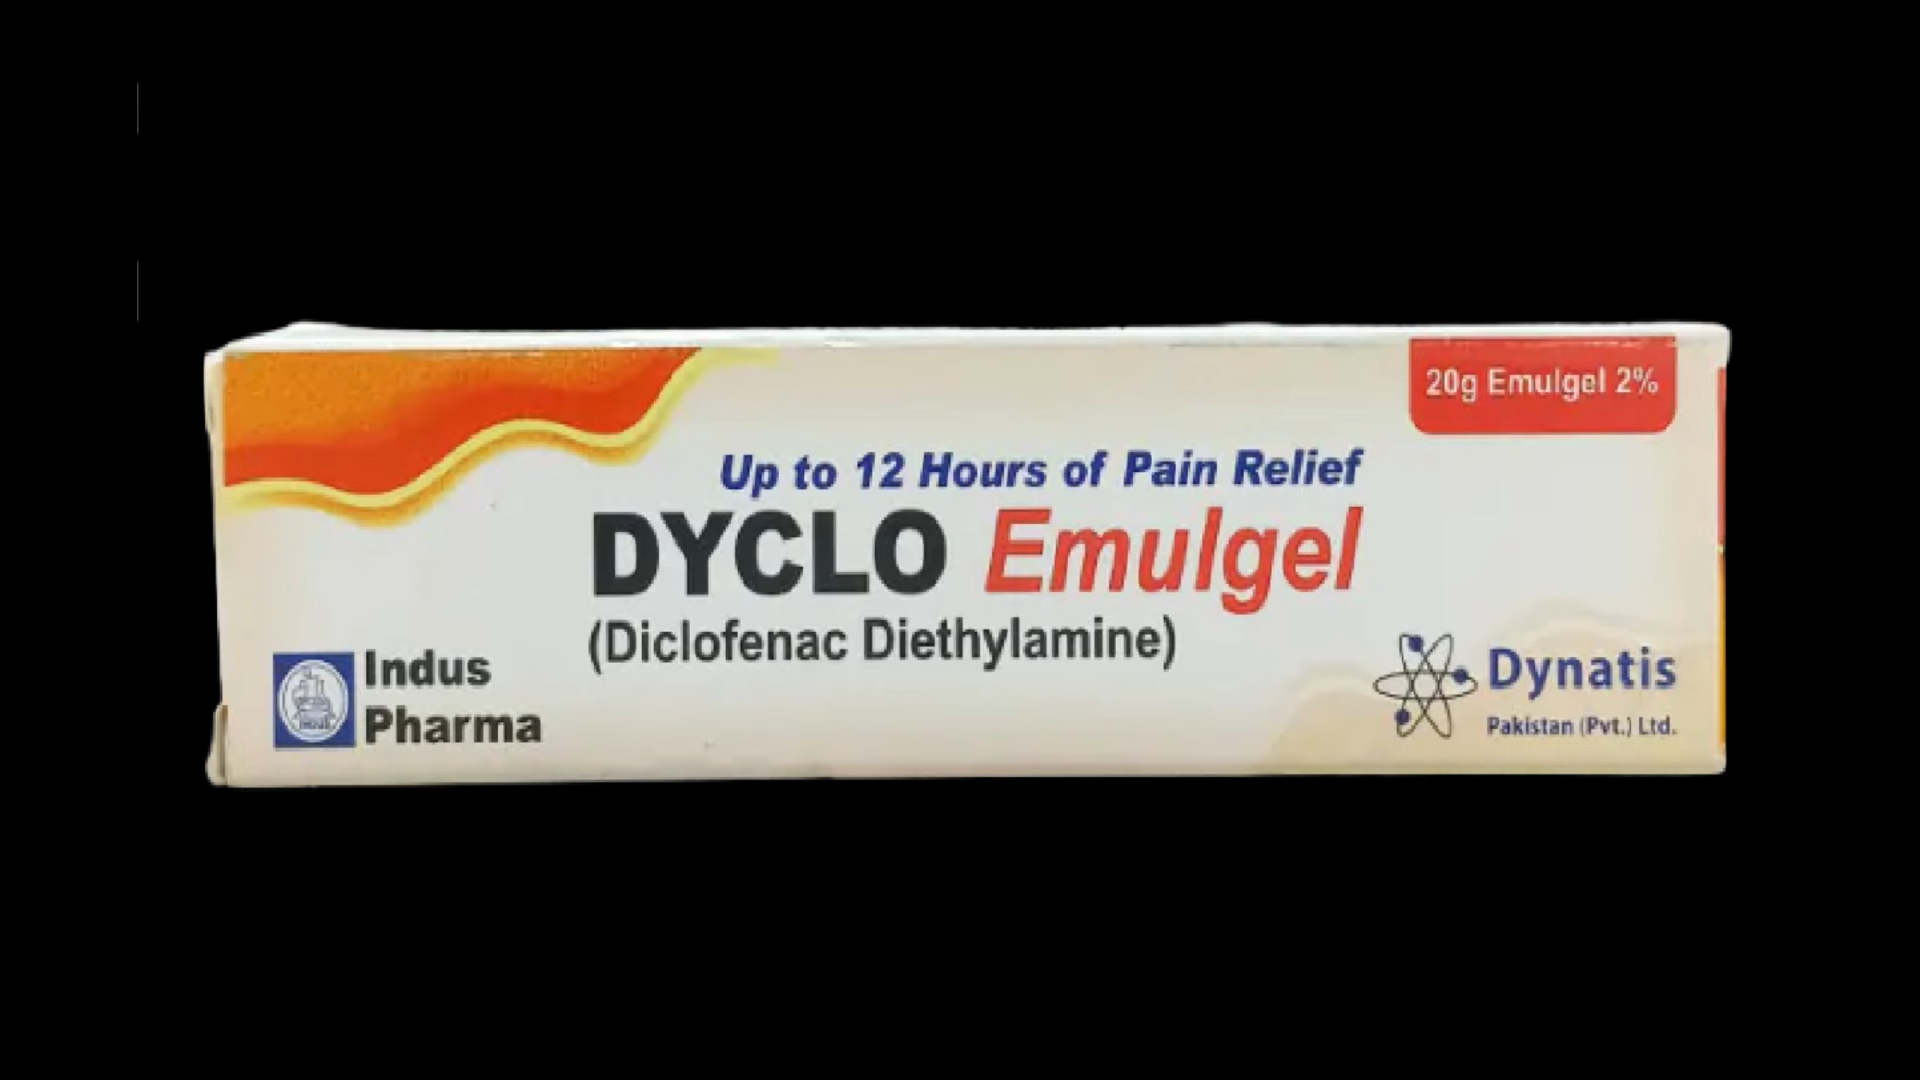 20g Emulgel 2%
Up to 12 Hours of Pain Relief
DYCLO Emulgel
(Diclofenac Diethylamine)
Indus
Pharma
Dynatis
Pakistan (Pvt.) Ltd.